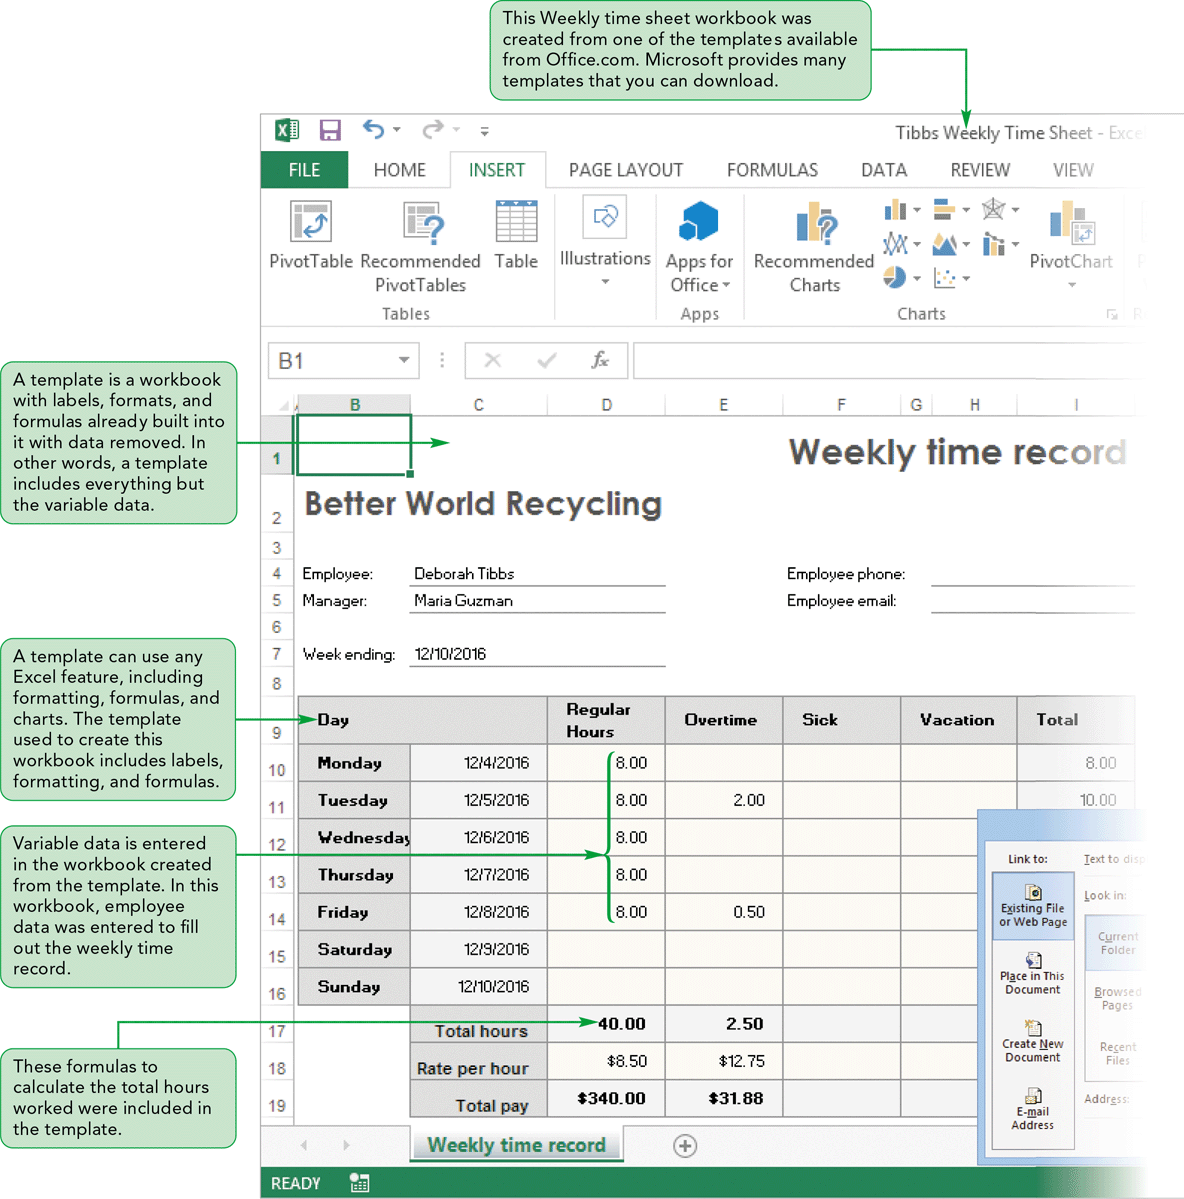 This Weekly time sheet workbook was
created from one of the templates available
from Office.com. Microsoft provides many
templates that you can download.
Tibbs Weekly Time Sheet - Exc
FILE HOME INSERT PAGE LAYOUT FORMULAS DATA REVIEW VIEW
PivotTable Recommended PivotTables Table
Illustrations
Apps for Office
Recommended Charts
PivotChart
Tables Apps Charts
B1 fx
B C D E F G H I
A template is a workbook
with labels, formats, and
formulas already built into
it with data removed. In
other words, a template
includes everything but
the variable data.
1 Weekly time record
2 Better World Recycling
3
4 Employee: Deborah Tibbs Employee phone:
5 Manager: Maria Guzman Employee email:
6
7 Week ending: 12/10/2016
8
A template can use any
Excel feature, including
formatting, formulas, and
charts. The template
used to create this
workbook includes labels,
formatting, and formulas.
9 Day Regular Hours Overtime Sick Vacation Total
10 Monday 12/4/2016 8.00 8.00
11 Tuesday 12/5/2016 8.00 2.00 10.00
12 Wednesday 12/6/2016 8.00
13 Thursday 12/7/2016 8.00
14 Friday 12/8/2016 8.00 0.50
15 Saturday 12/9/2016
16 Sunday 12/10/2016
17 Total hours 40.00 2.50
18 Rate per hour $8.50 $12.75
19 Total pay $340.00 $31.88
Variable data is entered
in the workbook created
from the template. In this
workbook, employee
data was entered to fill
out the weekly time
record.
These formulas to
calculate the total hours
worked were included in
the template.
Link to: Text to disp
Existing File
or Web Page
Place in This
Document
Create New
Document
E-mail
Address
Look in:
Current
Folder
Browsed
Pages
Recent
Files
Address:
Weekly time record
READY